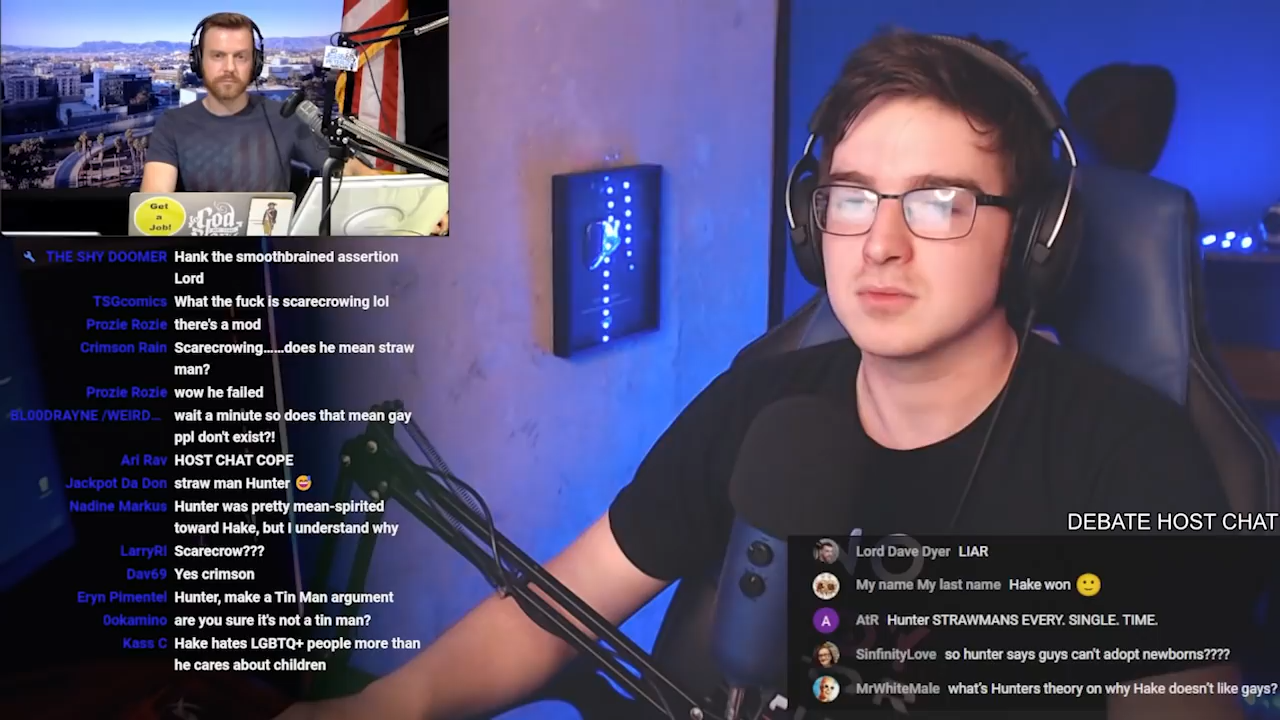 Get
a
Job!
God
THE SHY DOOMER Hank the smoothbrained assertion
Lord
TSGcomics What the fuck is scarecrowing lol
Prozie Rozie there's a mod
Crimson Rain Scarecrowing......does he mean straw
man?
Prozie Rozie wow he failed
BL00DRAYNE /WEIRD... wait a minute so does that mean gay
ppl don't exist?!
Ari Rav HOST CHAT COPE
Jackpot Da Don straw man Hunter 😅
Nadine Markus Hunter was pretty mean-spirited
toward Hake, but I understand why
LarryRI Scarecrow???
Dav69 Yes crimson
Eryn Pimentel Hunter, make a Tin Man argument
0okamino are you sure it's not a tin man?
Kass C Hake hates LGBTQ+ people more than
he cares about children
DEBATE HOST CHAT
Lord Dave Dyer LIAR
My name My last name Hake won 🙂
A AtR Hunter STRAWMANS EVERY. SINGLE. TIME.
SinfinityLove so hunter says guys can't adopt newborns????
MrWhiteMale what's Hunters theory on why Hake doesn't like gays?